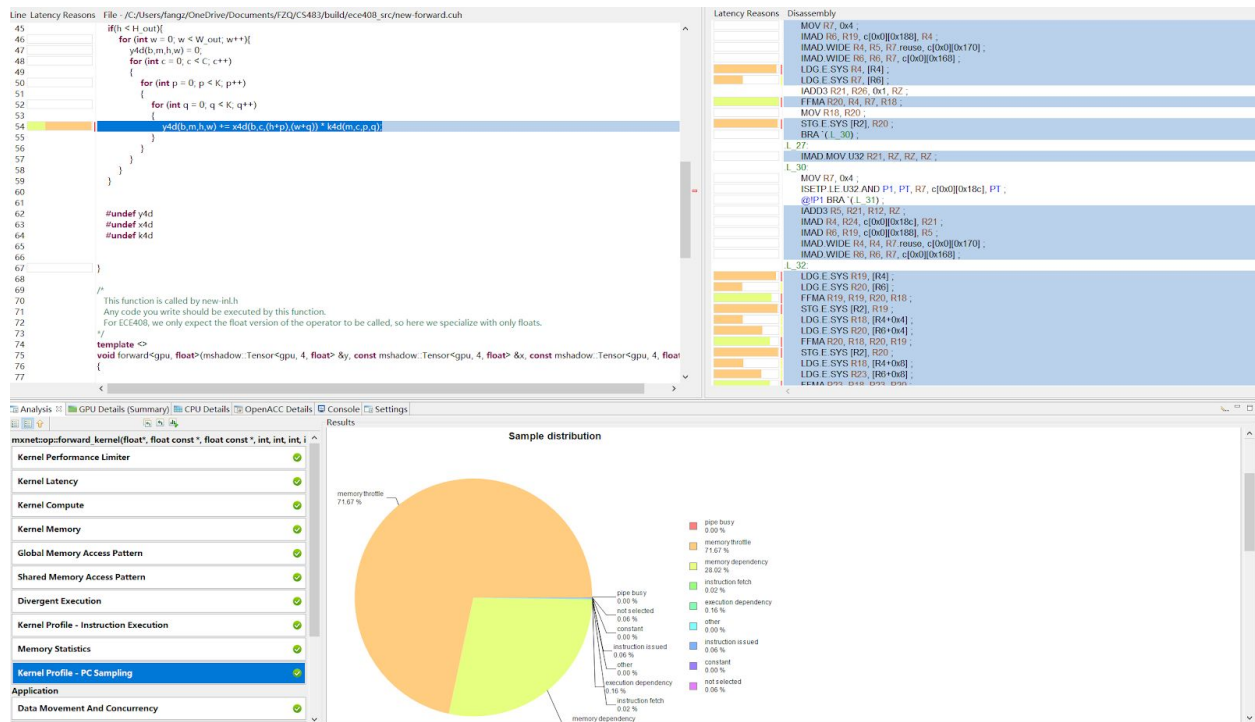 Line Latency Reasons File - /C:/Users/fangz/OneDrive/Documents/FZQ/CS483/build/ece408_src/new-forward.cuh
45 if(h < H_out){
46 for (int w = 0; w < W_out; w++){
47 y4d(b,m,h,w) = 0;
48 for (int c = 0; c < C; c++)
49 {
50 for (int p = 0; p < K; p++)
51 {
52 for (int q = 0; q < K; q++)
53 {
54 y4d(b,m,h,w) += x4d(b,c,(h+p),(w+q)) * k4d(m,c,p,q);
55 }
56 }
57 }
58 }
59 }
60
61
62 #undef y4d
63 #undef x4d
64 #undef k4d
65
66
67 }
68
69 /*
70 This function is called by new-inl.h
71 Any code you write should be executed by this function.
72 For ECE408, we only expect the float version of the operator to be called, so here we specialize with only floats.
73 */
74 template <>
75 void forward<gpu, float>(mshadow::Tensor<gpu, 4, float> &y, const mshadow::Tensor<gpu, 4, float> &x, const mshadow::Tensor<gpu, 4, float
76 {
77
Latency Reasons Disassembly
MOV R7, 0x4 ;
IMAD R6, R19, c[0x0][0x188], R4 ;
IMAD.WIDE R4, R5, R7.reuse, c[0x0][0x170] ;
IMAD.WIDE R6, R6, R7, c[0x0][0x168] ;
LDG.E.SYS R4, [R4] ;
LDG.E.SYS R7, [R6] ;
IADD3 R21, R26, 0x1, RZ ;
FFMA R20, R4, R7, R18 ;
MOV R18, R20 ;
STG.E.SYS [R2], R20 ;
BRA `(.L_30) ;
.L_27:
IMAD.MOV.U32 R21, RZ, RZ, RZ ;
.L_30:
MOV R7, 0x4 ;
ISETP.LE.U32.AND P1, PT, R7, c[0x0][0x18c], PT ;
@!P1 BRA `(.L_31) ;
IADD3 R5, R21, R12, RZ ;
IMAD R4, R24, c[0x0][0x18c], R21 ;
IMAD R6, R19, c[0x0][0x188], R5 ;
IMAD.WIDE R4, R4, R7.reuse, c[0x0][0x170] ;
IMAD.WIDE R6, R6, R7, c[0x0][0x168] ;
.L_32:
LDG.E.SYS R19, [R4] ;
LDG.E.SYS R20, [R6] ;
FFMA R19, R19, R20, R18 ;
STG.E.SYS [R2], R19 ;
LDG.E.SYS R18, [R4+0x4] ;
LDG.E.SYS R20, [R6+0x4] ;
FFMA R20, R18, R20, R19 ;
STG.E.SYS [R2], R20 ;
LDG.E.SYS R18, [R4+0x8] ;
LDG.E.SYS R23, [R6+0x8] ;
FFMA R23, R18, R23, R20 ;
Analysis GPU Details (Summary) CPU Details OpenACC Details Console Settings
Results
mxnet::op::forward_kernel(float*, float const *, float const *, int, int, int, i
Kernel Performance Limiter
Kernel Latency
Kernel Compute
Kernel Memory
Global Memory Access Pattern
Shared Memory Access Pattern
Divergent Execution
Kernel Profile - Instruction Execution
Memory Statistics
Kernel Profile - PC Sampling
Application
Data Movement And Concurrency
Sample distribution
memory throttle
71.67 %
pipe busy
0.00 %
not selected
0.06 %
constant
0.00 %
instruction issued
0.06 %
other
0.00 %
execution dependency
0.16 %
instruction fetch
0.02 %
memory dependency
pipe busy
0.00 %
memory throttle
71.67 %
memory dependency
28.02 %
instruction fetch
0.02 %
execution dependency
0.16 %
other
0.00 %
instruction issued
0.06 %
constant
0.00 %
not selected
0.06 %